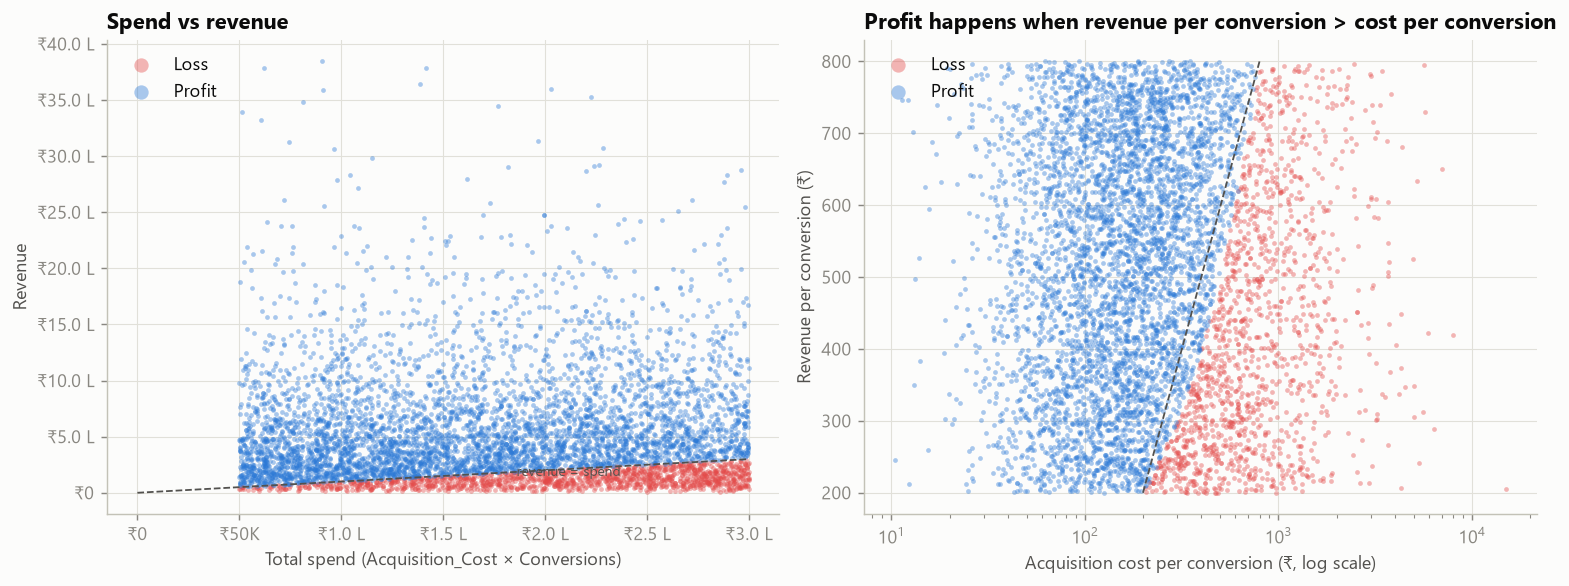 Spend vs revenue
Loss
Profit
₹40.0 L
₹35.0 L
₹30.0 L
₹25.0 L
₹20.0 L
₹15.0 L
₹10.0 L
₹5.0 L
₹0
Revenue
revenue = spend
₹0 ₹50K ₹1.0 L ₹1.5 L ₹2.0 L ₹2.5 L ₹3.0 L
Total spend (Acquisition_Cost × Conversions)
Profit happens when revenue per conversion > cost per conversion
Loss
Profit
800
700
600
500
400
300
200
Revenue per conversion (₹)
10¹ 10² 10³ 10⁴
Acquisition cost per conversion (₹, log scale)